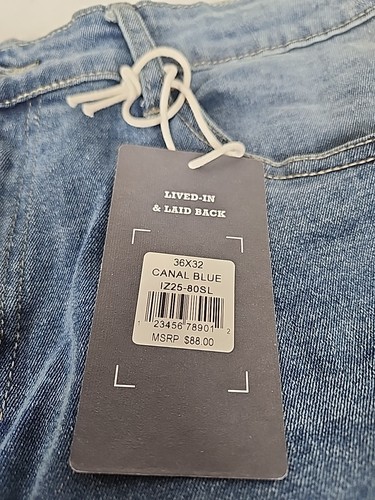 LIVED-IN
& LAID BACK
36X32
CANAL BLUE
IZ25-80SL
1 23456 78901 2
MSRP $88.00